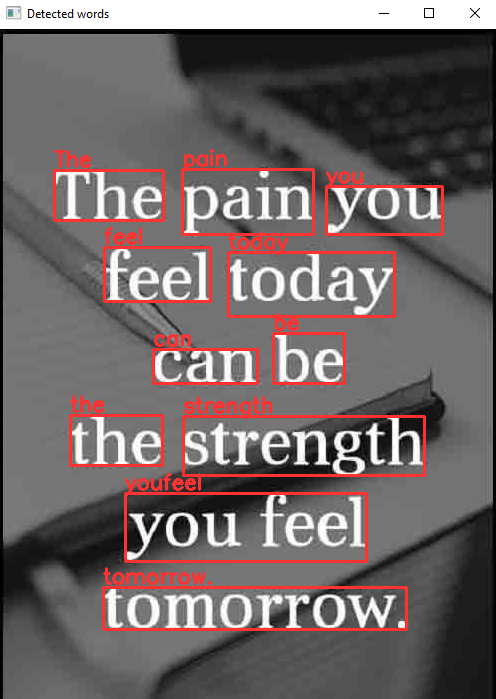 Detected words
The pain you
The pain you
feel today
feel today
can be
can be
the strength
the strength
youfeel
you feel
tomorrow.
tomorrow.